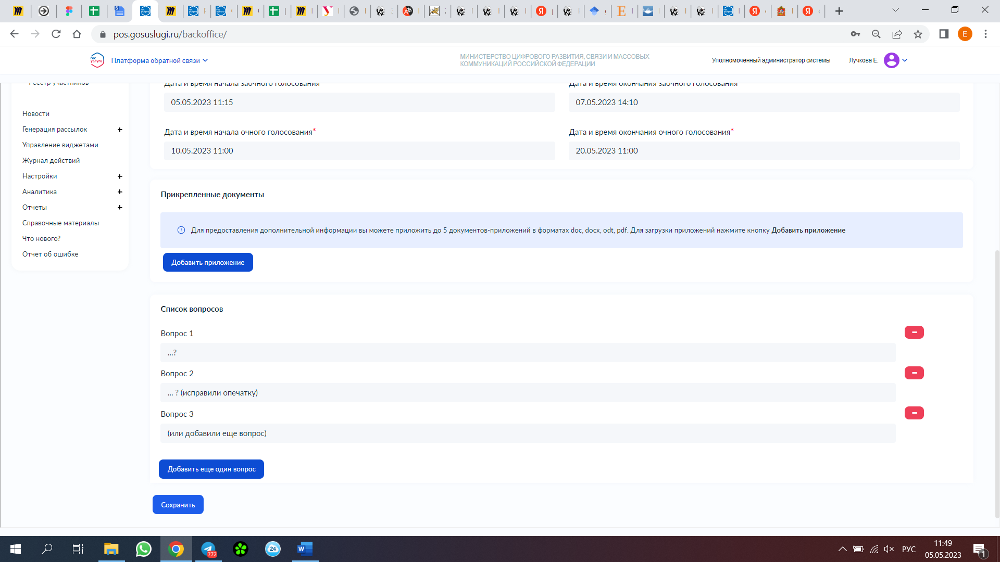 pos.gosuslugi.ru/backoffice/
E
гос
услуги
Платформа обратной связи
МИНИСТЕРСТВО ЦИФРОВОГО РАЗВИТИЯ, СВЯЗИ И МАССОВЫХ
КОММУНИКАЦИЙ РОССИЙСКОЙ ФЕДЕРАЦИИ
Уполномоченный администратор системы
Лучкова Е.
Реестр участников
Новости
Генерация рассылок +
Управление виджетами
Журнал действий
Настройки +
Аналитика +
Отчеты +
Справочные материалы
Что нового?
Отчет об ошибке
Дата и время начала заочного голосования
Дата и время окончания заочного голосования
05.05.2023 11:15
07.05.2023 14:10
Дата и время начала очного голосования*
Дата и время окончания очного голосования*
10.05.2023 11:00
20.05.2023 11:00
Прикрепленные документы
Для предоставления дополнительной информации вы можете приложить до 5 документов-приложений в форматах doc, docx, odt, pdf. Для загрузки приложений нажмите кнопку Добавить приложение
Добавить приложение
Список вопросов
Вопрос 1
...?
Вопрос 2
... ? (исправили опечатку)
Вопрос 3
(или добавили еще вопрос)
Добавить еще один вопрос
Сохранить
772
24
W
РУС
11:49
05.05.2023
1